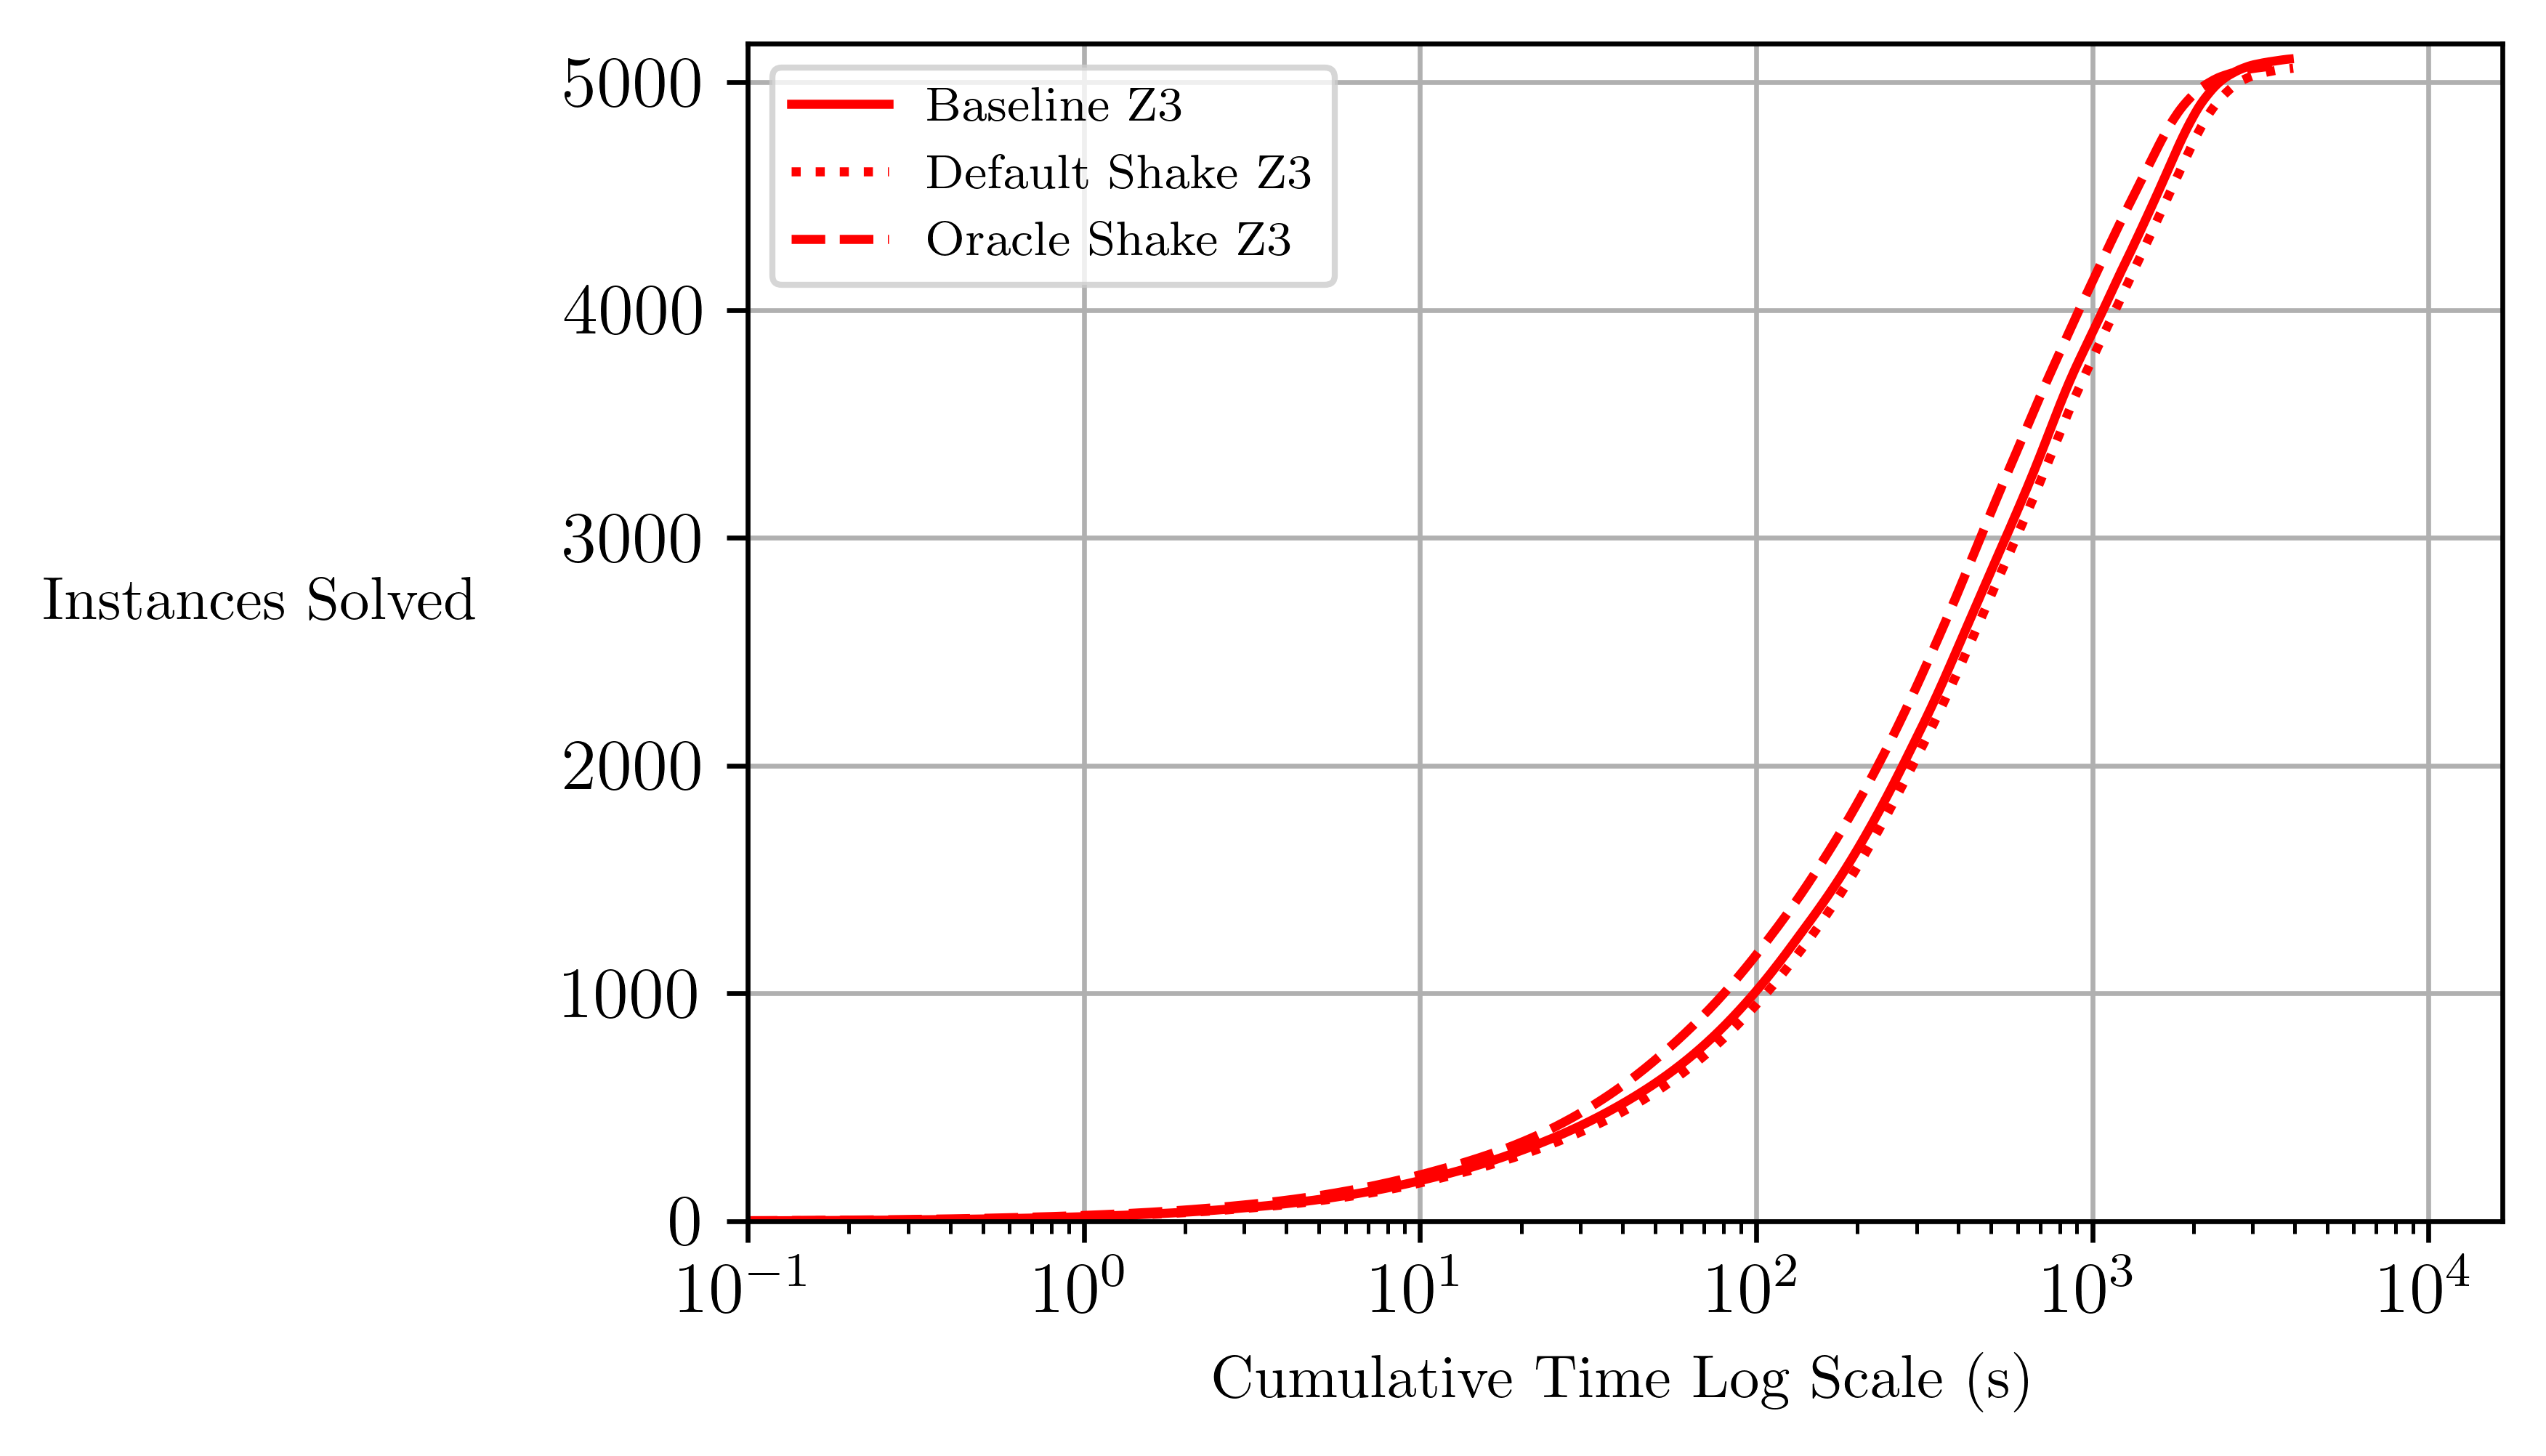 5000
4000
3000
2000
1000
0
Instances Solved
Baseline Z3
Default Shake Z3
Oracle Shake Z3
10⁻¹ 10⁰ 10¹ 10² 10³ 10⁴
Cumulative Time Log Scale (s)